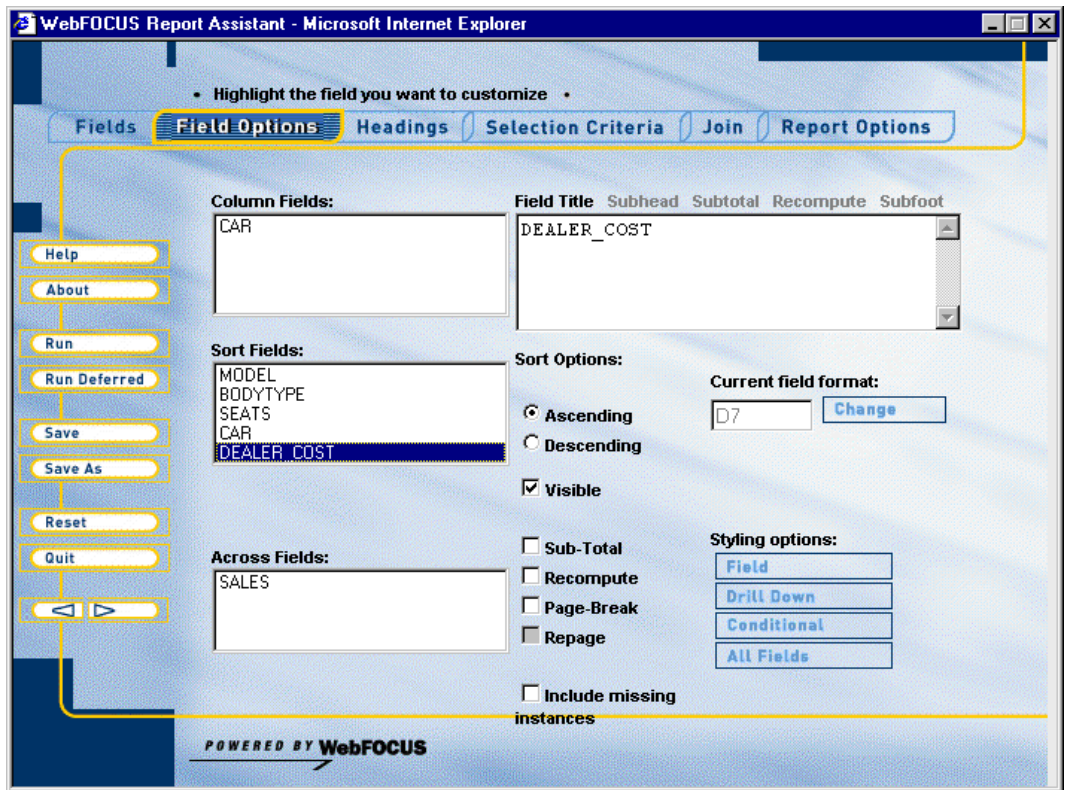 WebFOCUS Report Assistant - Microsoft Internet Explorer
• Highlight the field you want to customize •
Fields Field Options Headings Selection Criteria Join Report Options
Column Fields:
CAR
Field Title Subhead Subtotal Recompute Subfoot
DEALER_COST
Help
About
Run
Run Deferred
Save
Save As
Reset
Quit
Sort Fields:
MODEL
BODYTYPE
SEATS
CAR
DEALER_COST
Sort Options:
Ascending
Descending
Visible
Current field format:
D7 Change
Across Fields:
SALES
Sub-Total
Recompute
Page-Break
Repage
Include missing
instances
Styling options:
Field
Drill Down
Conditional
All Fields
POWERED BY WebFOCUS